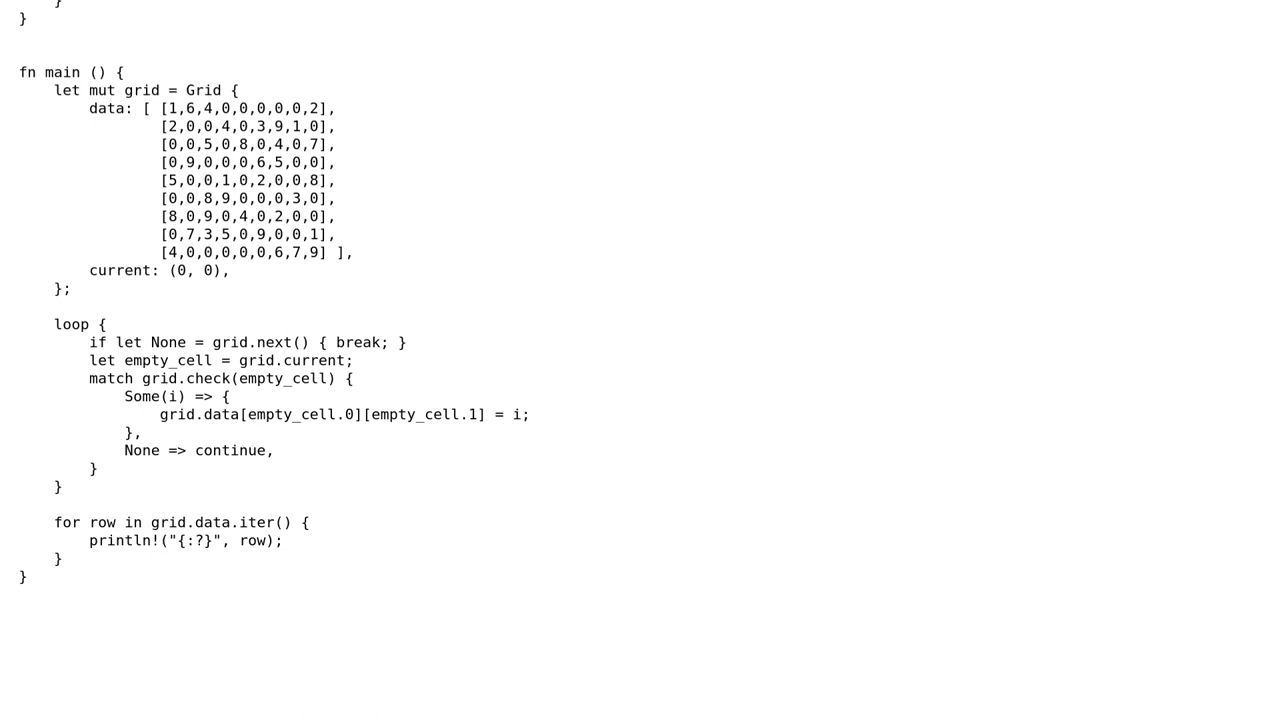 }
}
fn main () {
let mut grid = Grid {
data: [ [1,6,4,0,0,0,0,0,2],
[2,0,0,4,0,3,9,1,0],
[0,0,5,0,8,0,4,0,7],
[0,9,0,0,0,6,5,0,0],
[5,0,0,1,0,2,0,0,8],
[0,0,8,9,0,0,0,3,0],
[8,0,9,0,4,0,2,0,0],
[0,7,3,5,0,9,0,0,1],
[4,0,0,0,0,0,6,7,9] ],
current: (0, 0),
};
loop {
if let None = grid.next() { break; }
let empty_cell = grid.current;
match grid.check(empty_cell) {
Some(i) => {
grid.data[empty_cell.0][empty_cell.1] = i;
},
None => continue,
}
}
for row in grid.data.iter() {
println!("{:?}", row);
}
}